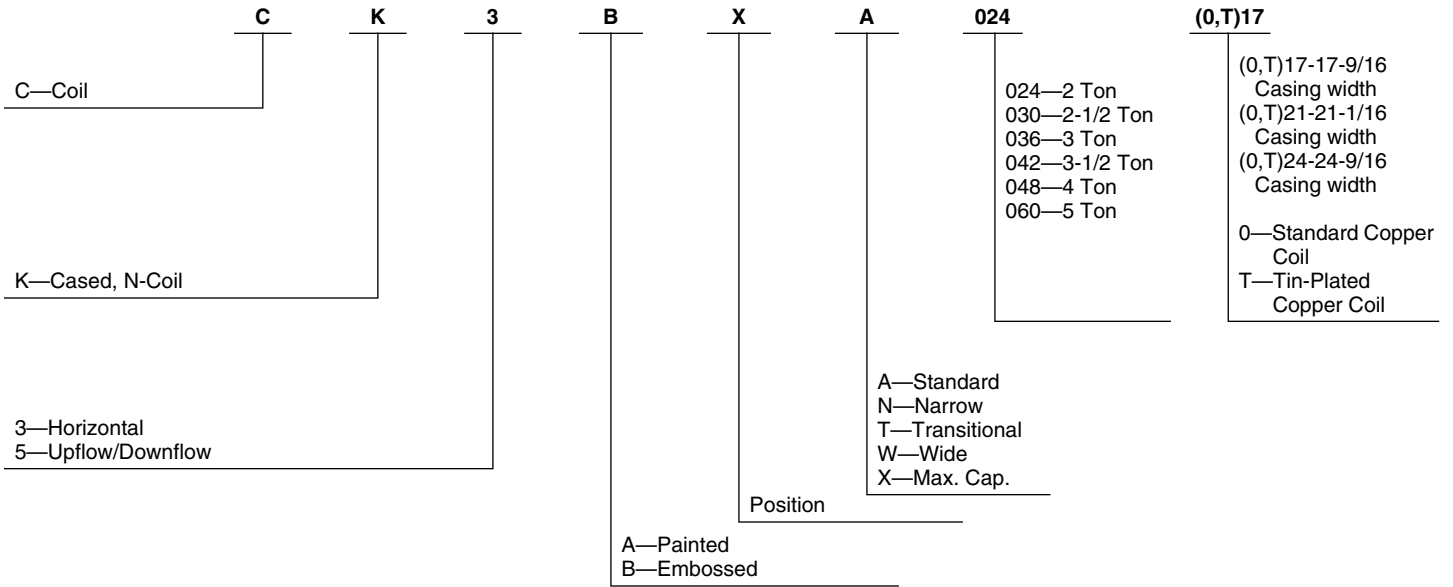 C K 3 B X A 024 (0,T)17
C—Coil
K—Cased, N-Coil
3—Horizontal
5—Upflow/Downflow
A—Painted
B—Embossed
Position
A—Standard
N—Narrow
T—Transitional
W—Wide
X—Max. Cap.
024—2 Ton
030—2-1/2 Ton
036—3 Ton
042—3-1/2 Ton
048—4 Ton
060—5 Ton
(0,T)17-17-9/16
Casing width
(0,T)21-21-1/16
Casing width
(0,T)24-24-9/16
Casing width
0—Standard Copper
Coil
T—Tin-Plated
Copper Coil